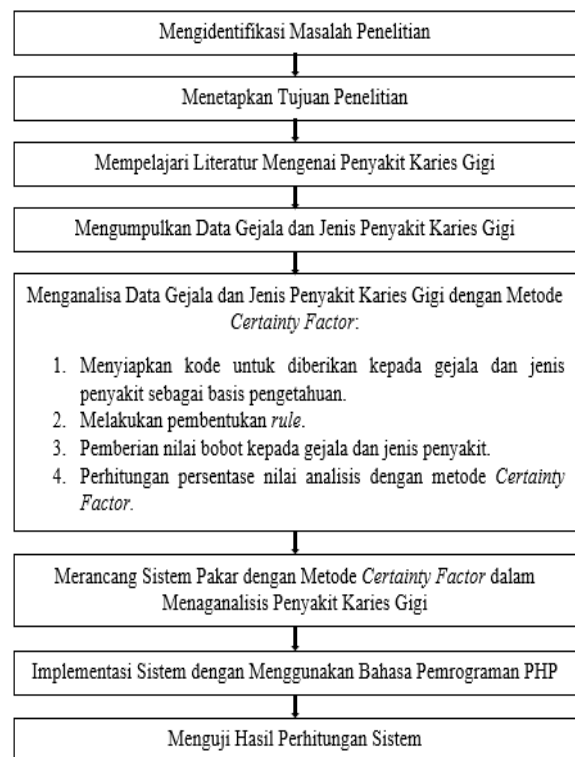 Mengidentifikasi Masalah Penelitian
Menetapkan Tujuan Penelitian
Mempelajari Literatur Mengenai Penyakit Karies Gigi
Mengumpulkan Data Gejala dan Jenis Penyakit Karies Gigi
Menganalisa Data Gejala dan Jenis Penyakit Karies Gigi dengan Metode
Certainty Factor:
1. Menyiapkan kode untuk diberikan kepada gejala dan jenis
penyakit sebagai basis pengetahuan.
2. Melakukan pembentukan rule.
3. Pemberian nilai bobot kepada gejala dan jenis penyakit.
4. Perhitungan persentase nilai analisis dengan metode Certainty
Factor.
Merancang Sistem Pakar dengan Metode Certainty Factor dalam
Menaganalisis Penyakit Karies Gigi
Implementasi Sistem dengan Menggunakan Bahasa Pemrograman PHP
Menguji Hasil Perhitungan Sistem